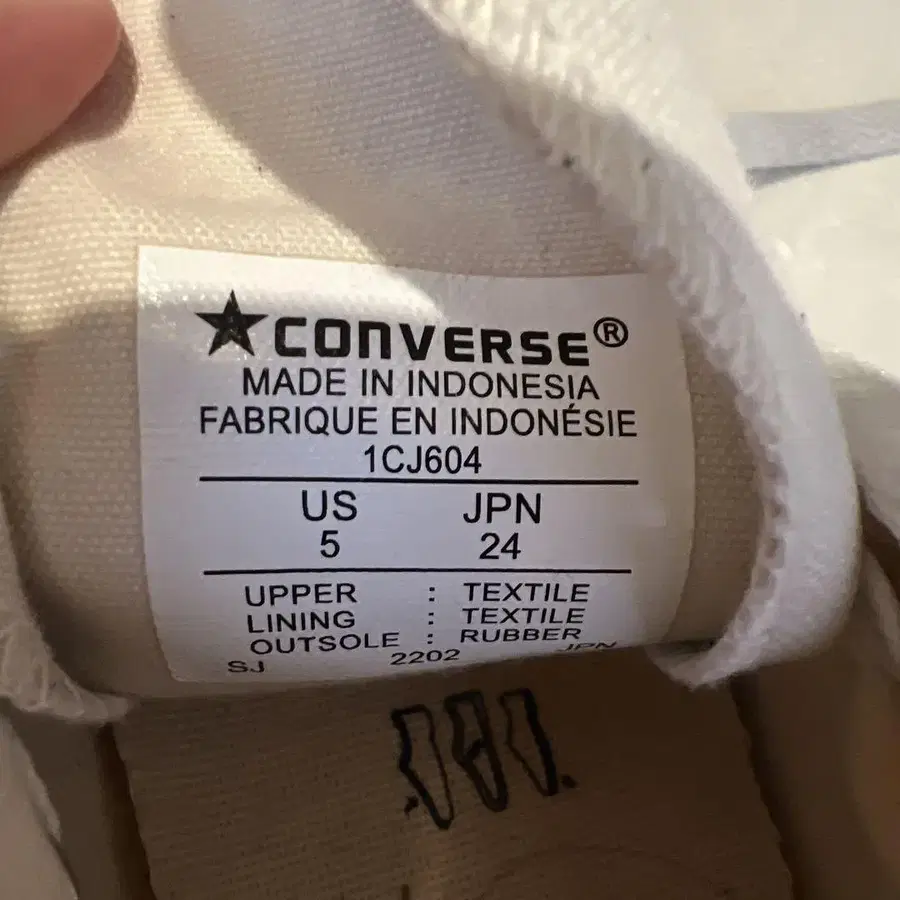 ★CONVERSE®
MADE IN INDONESIA
FABRIQUE EN INDONÉSIE
1CJ604
US JPN
5 24
UPPER : TEXTILE
LINING : TEXTILE
OUTSOLE : RUBBER
SJ 2202 JPN